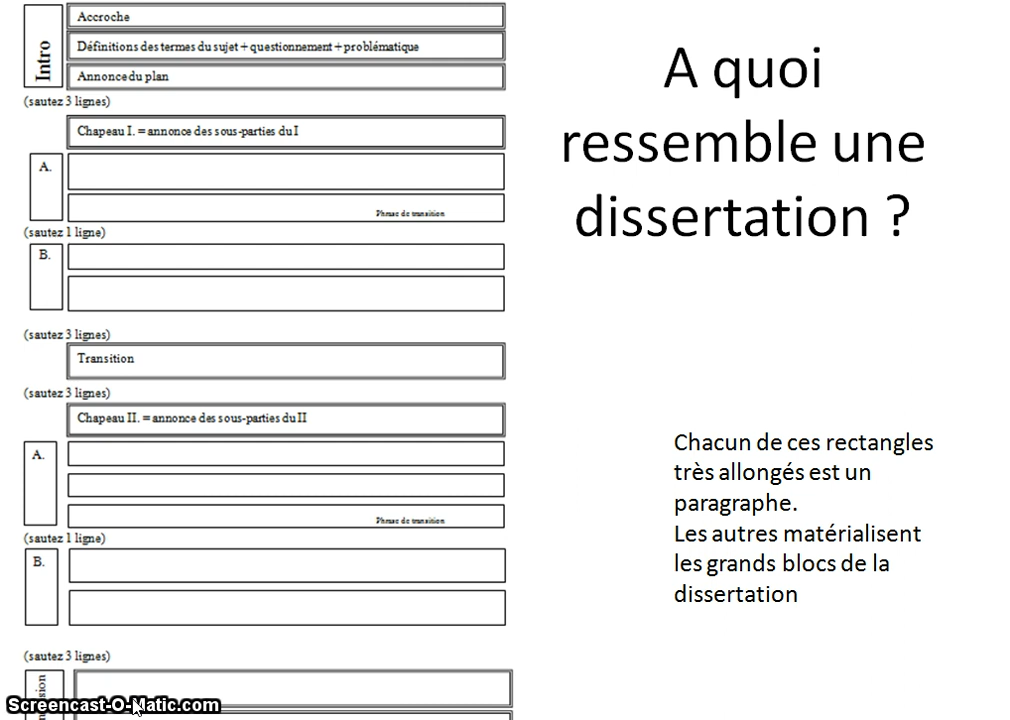 Intro
Accroche
Définitions des termes du sujet + questionnement + problématique
Annonce du plan
(sautez 3 lignes)
Chapeau I. = annonce des sous-parties du I
A.
Phrase de transition
(sautez 1 ligne)
B.
(sautez 3 lignes)
Transition
(sautez 3 lignes)
Chapeau II. = annonce des sous-parties du II
A.
Phrase de transition
(sautez 1 ligne)
B.
(sautez 3 lignes)
A quoi
ressemble une
dissertation ?
Chacun de ces rectangles
très allongés est un
paragraphe.
Les autres matérialisent
les grands blocs de la
dissertation
Screencast-O-Matic.com